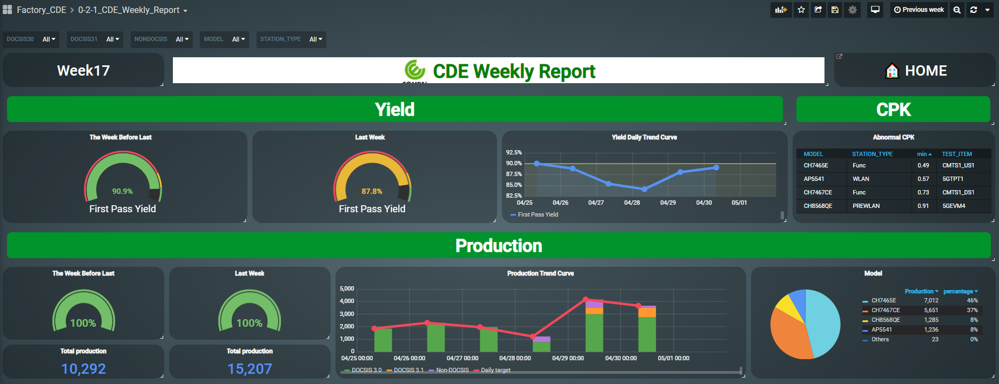 Factory_CDE > 0-2-1_CDE_Weekly_Report
Previous week
DOCSIS30 All DOCSIS31 All NONDOCSIS All MODEL All STATION_TYPE All
Week17
CDE Weekly Report
HOME
Yield
CPK
The Week Before Last
90.9%
First Pass Yield
Last Week
87.8%
First Pass Yield
Yield Daily Trend Curve
92.5%
90.0%
87.5%
85.0%
82.5%
04/25 04/26 04/27 04/28 04/29 04/30 05/01
First Pass Yield
Abnormal CPK
MODEL STATION_TYPE min TEST_ITEM
CH7465E Func 0.49 CMTS1_US1
AP5541 WLAN 0.57 5GTPT1
CH7467CE Func 0.73 CMTS1_DS1
CH8568QE PREWLAN 0.91 5GEVM4
Production
The Week Before Last
100%
Last Week
100%
Total production
10,292
Total production
15,207
Production Trend Curve
5,000
4,000
3,000
2,000
1,000
0
04/25 00:00 04/26 00:00 04/27 00:00 04/28 00:00 04/29 00:00 04/30 00:00 05/01 00:00
DOCSIS 3.0 DOCSIS 3.1 Non-DOCSIS Daily target
Model
Production percentage
CH7465E 7,012 46%
CH7467CE 5,651 37%
CH8568QE 1,285 8%
AP5541 1,236 8%
Others 23 0%